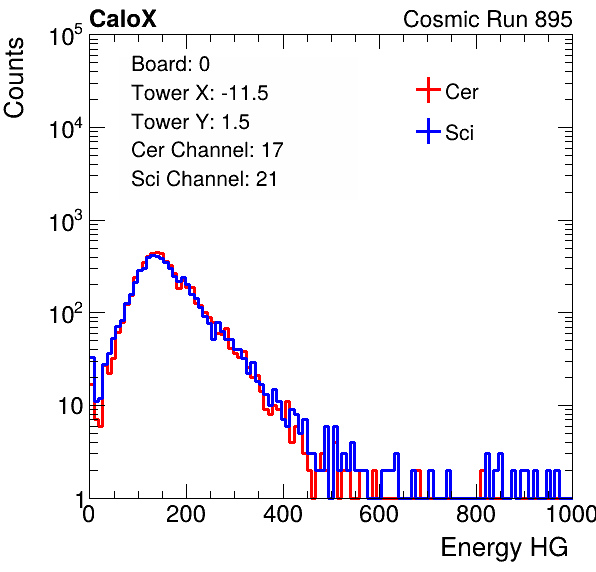 CaloX Cosmic Run 895
Counts
10^5
10^4
10^3
10^2
10
1
Board: 0
Tower X: -11.5
Tower Y: 1.5
Cer Channel: 17
Sci Channel: 21
Cer
Sci
0 200 400 600 800 1000
Energy HG